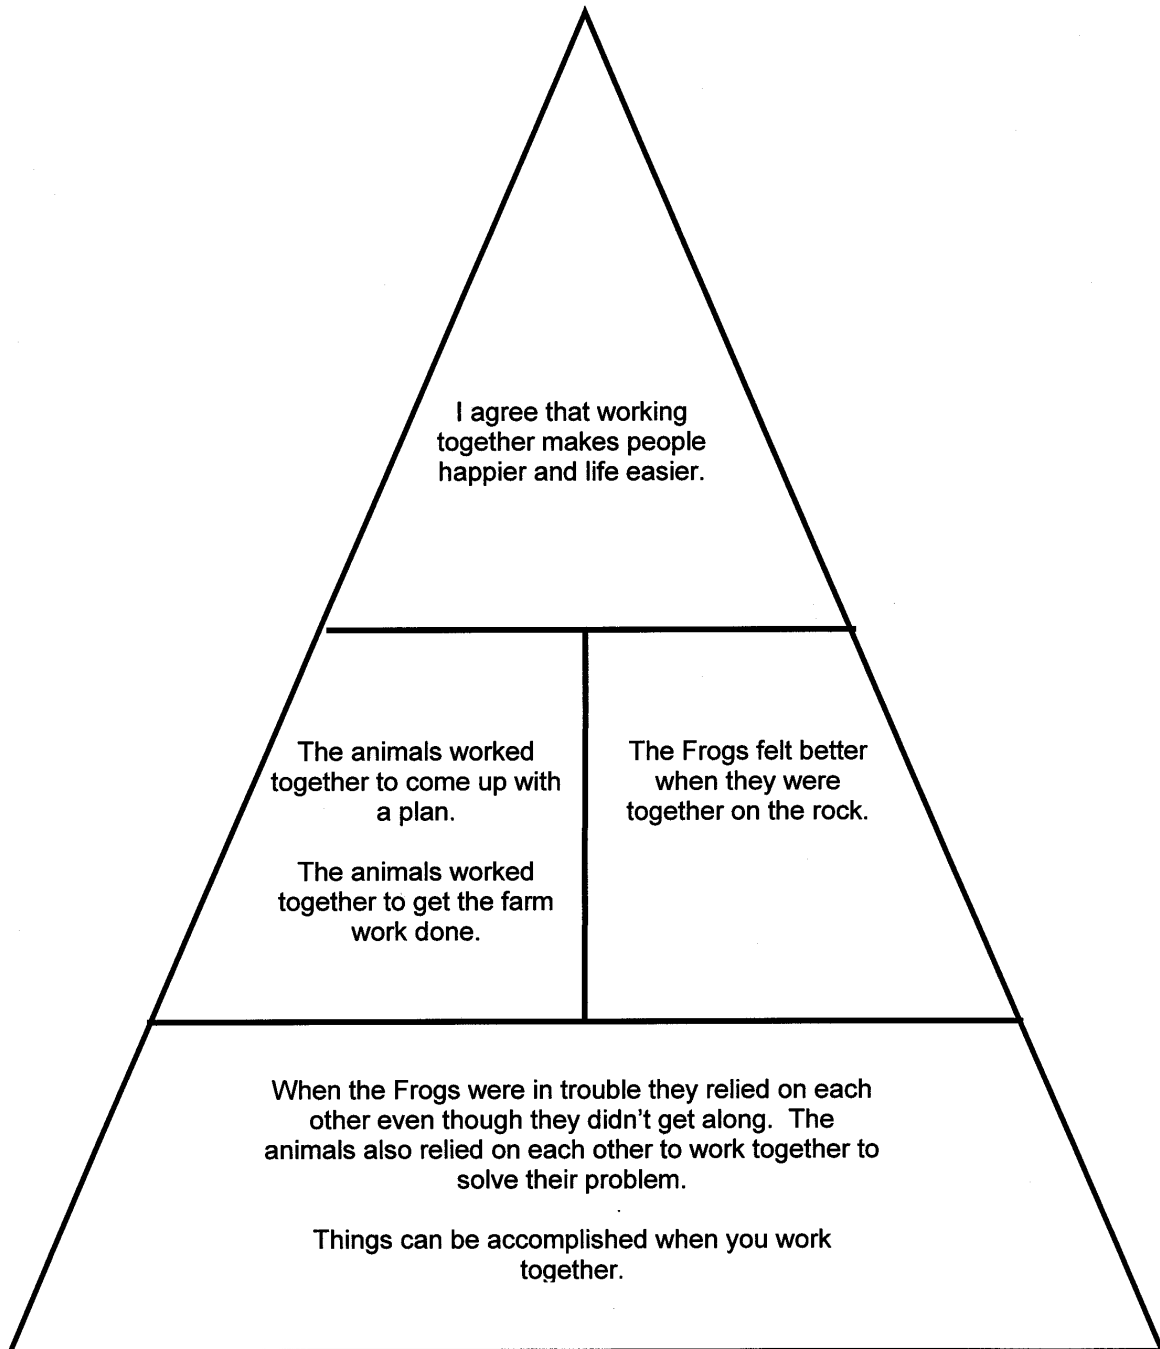 I agree that working
together makes people
happier and life easier.
The animals worked
together to come up with
a plan.
The animals worked
together to get the farm
work done.
The Frogs felt better
when they were
together on the rock.
When the Frogs were in trouble they relied on each
other even though they didn't get along.  The
animals also relied on each other to work together to
solve their problem.
Things can be accomplished when you work
together.